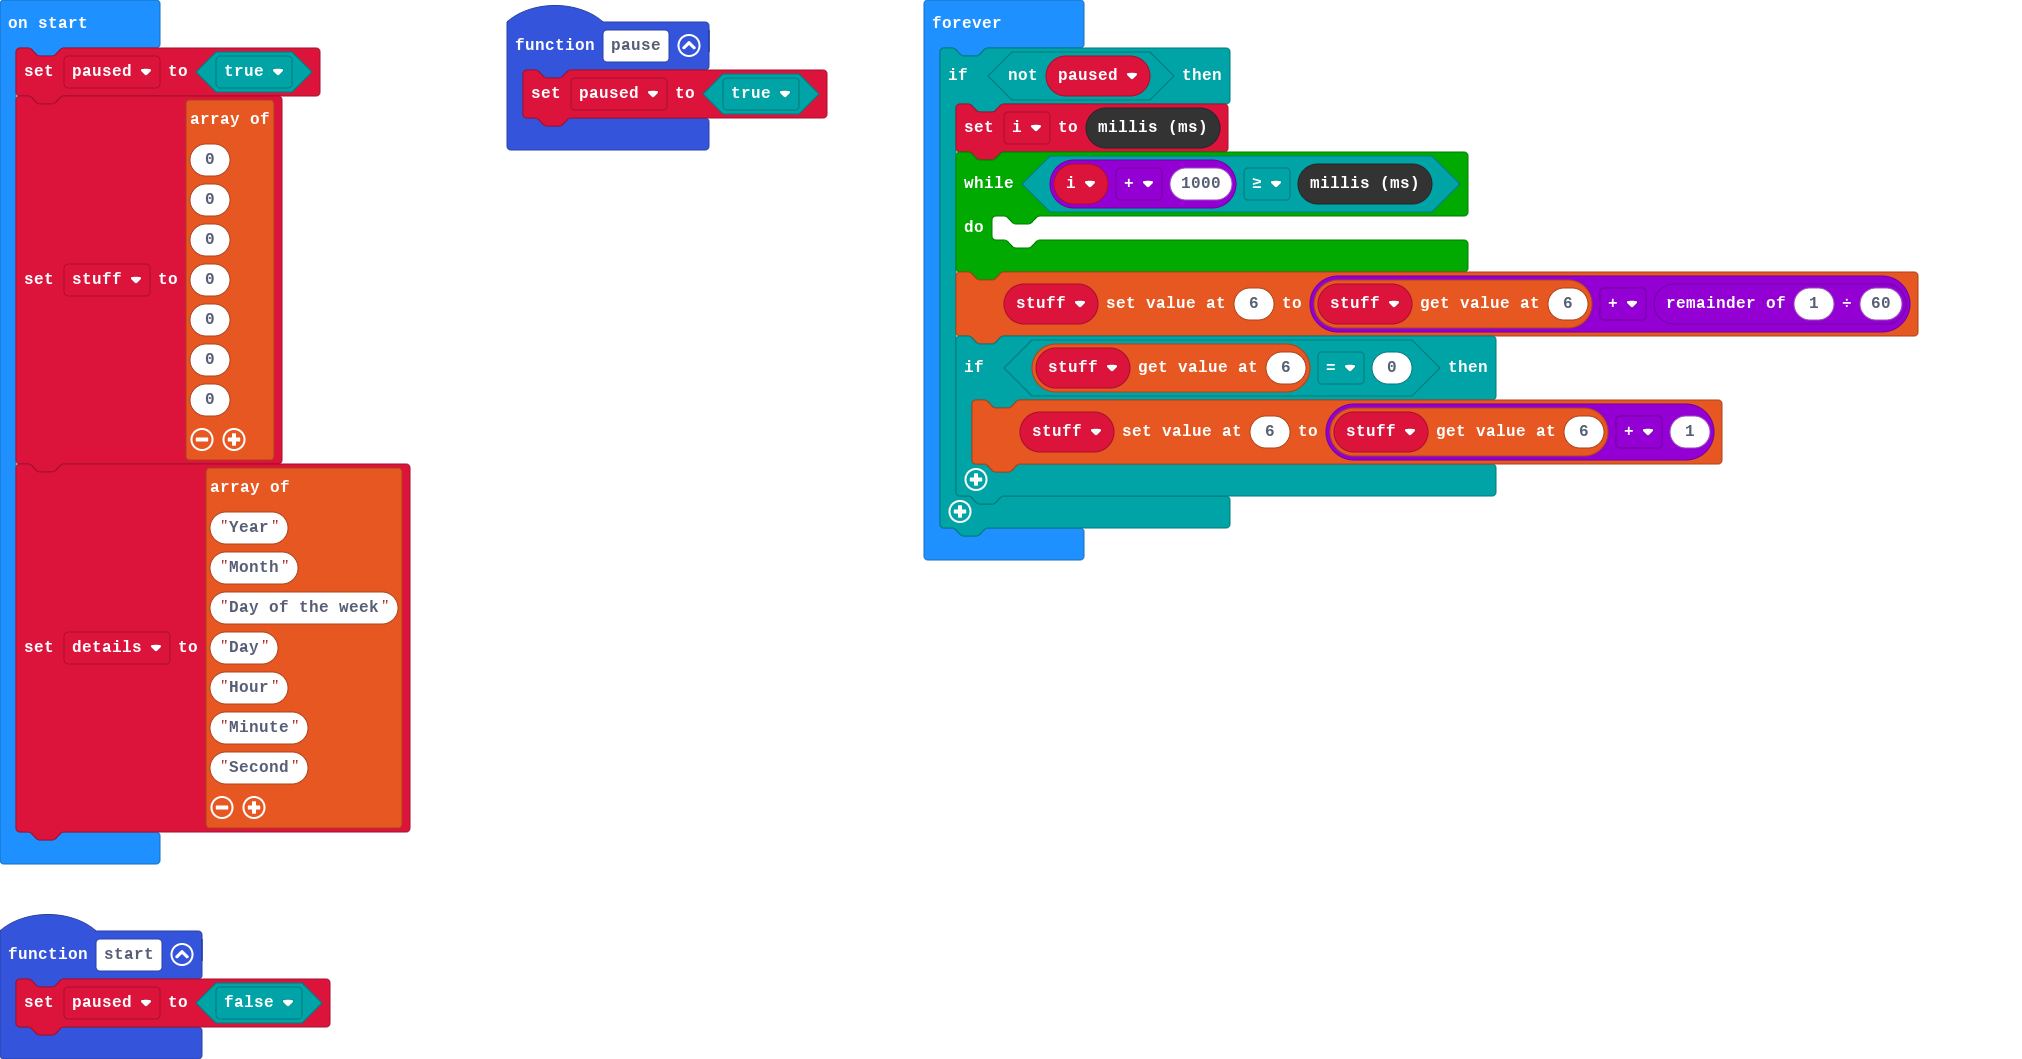 on start
set paused to true
set stuff to array of
0
0
0
0
0
0
0
set details to array of
"Year"
"Month"
"Day of the week"
"Day"
"Hour"
"Minute"
"Second"
function start
set paused to false
function pause
set paused to true
forever
if not paused then
set i to millis (ms)
while i + 1000 ≥ millis (ms)
do
stuff set value at 6 to stuff get value at 6 + remainder of 1 ÷ 60
if stuff get value at 6 = 0 then
stuff set value at 6 to stuff get value at 6 + 1